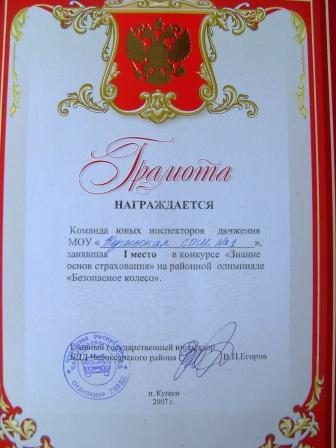 Грамота
НАГРАЖДАЕТСЯ
Команда юных инспекторов движения
МОУ «Кугесьская СОШ №1»,
занявшая I место в конкурсе «Знание
основ страхования» на районной олимпиаде
«Безопасное колесо».
Главный государственный инспектор
БДД Чебоксарского района В.П.Егоров
п. Кугеси
2007 г.